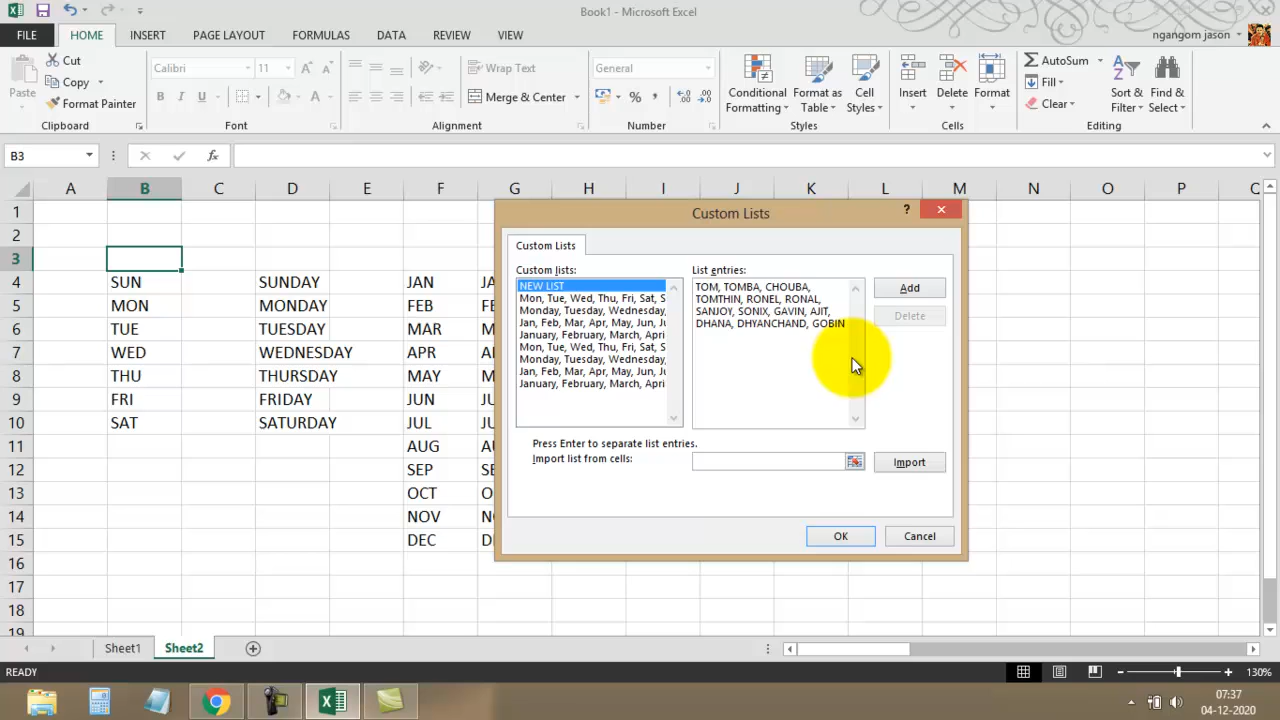 Book1 - Microsoft Excel
FILE HOME INSERT PAGE LAYOUT FORMULAS DATA REVIEW VIEW ngangom jason
Paste Cut Copy Format Painter
Calibri 11 B I U A A A
Wrap Text Merge & Center
General % ,
Conditional Formatting Format as Table Cell Styles
Insert Delete Format
AutoSum Fill Clear Sort & Filter Find & Select
Clipboard Font Alignment Number Styles Cells Editing
B3 fx
A B C D E F G H I J K L M N O P
1
2
3
4 SUN SUNDAY JAN
5 MON MONDAY FEB
6 TUE TUESDAY MAR
7 WED WEDNESDAY APR
8 THU THURSDAY MAY
9 FRI FRIDAY JUN
10 SAT SATURDAY JUL
11 AUG
12 SEP
13 OCT
14 NOV
15 DEC
16
17
18
19
Custom Lists ?
Custom Lists
Custom lists:
NEW LIST
Mon, Tue, Wed, Thu, Fri, Sat, S
Monday, Tuesday, Wednesday,
Jan, Feb, Mar, Apr, May, Jun, Ju
January, February, March, April
Mon, Tue, Wed, Thu, Fri, Sat, S
Monday, Tuesday, Wednesday,
Jan, Feb, Mar, Apr, May, Jun, Ju
January, February, March, April
List entries:
TOM, TOMBA, CHOUBA,
TOMTHIN, RONEL, RONAL,
SANJOY, SONIX, GAVIN, AJIT,
DHANA, DHYANCHAND, GOBIN
Add
Delete
Press Enter to separate list entries.
Import list from cells:
Import
OK Cancel
Sheet1 Sheet2
READY 130%
07:37
04-12-2020